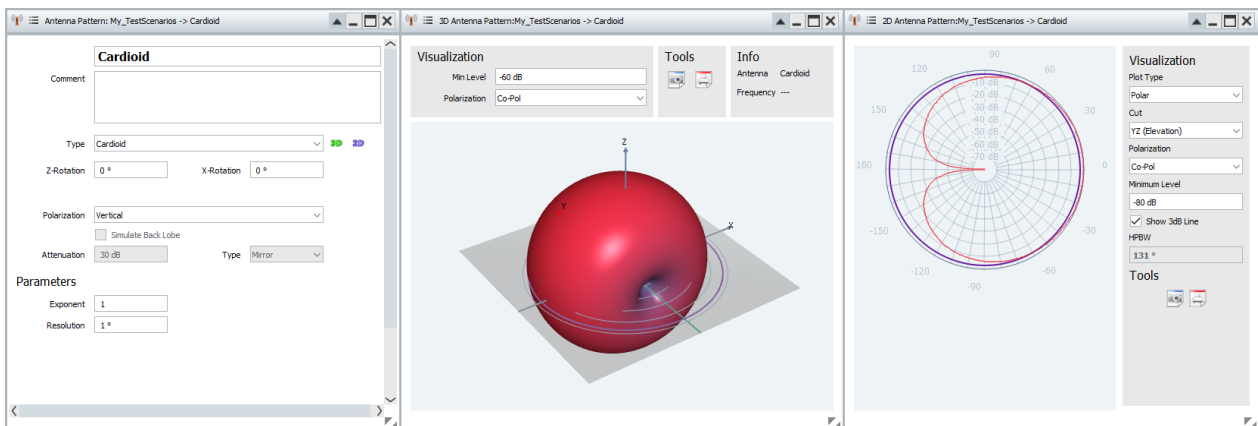 Antenna Pattern: My_TestScenarios -> Cardioid
Cardioid
Comment
Type Cardioid 3D 2D
Z-Rotation 0 º X-Rotation 0 º
Polarization Vertical
Simulate Back Lobe
Attenuation 30 dB Type Mirror
Parameters
Exponent 1
Resolution 1 º
3D Antenna Pattern:My_TestScenarios -> Cardioid
Visualization
Min Level -60 dB
Polarization Co-Pol
Tools
Info
Antenna Cardioid
Frequency ---
Z
Y
X
2D Antenna Pattern:My_TestScenarios -> Cardioid
90
120 60
-10 dB
-20 dB
150 -30 dB 30
-40 dB
-50 dB
-60 dB
-70 dB
180 0
-150 -30
-120 -60
-90
Visualization
Plot Type
Polar
Cut
YZ (Elevation)
Polarization
Co-Pol
Minimum Level
-80 dB
Show 3dB Line
HPBW
131 º
Tools